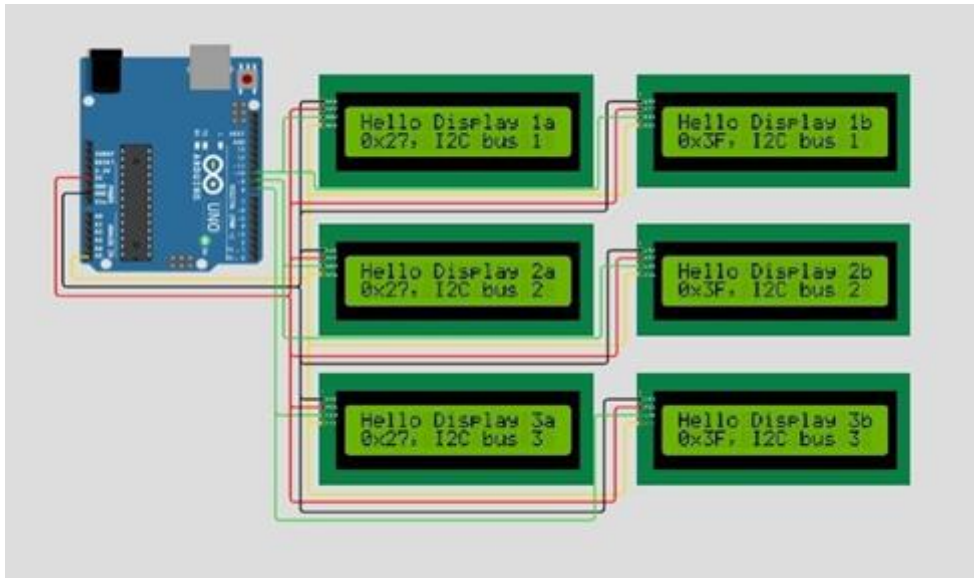 Hello Display 1a
0x27, I2C bus 1
Hello Display 1b
0x3F, I2C bus 1
ARDUINO
UNO
Hello Display 2a
0x27, I2C bus 2
Hello Display 2b
0x3F, I2C bus 2
Hello Display 3a
0x27, I2C bus 3
Hello Display 3b
0x3F, I2C bus 3